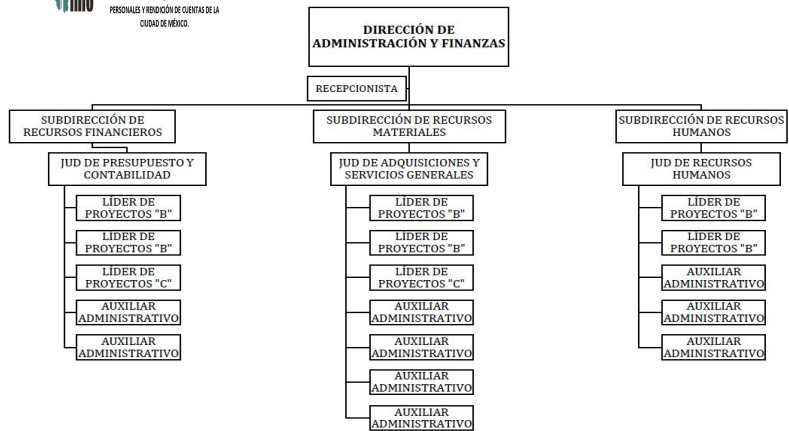 info
PERSONALES Y RENDICIÓN DE CUENTAS DE LA
CIUDAD DE MÉXICO.
DIRECCIÓN DE
ADMINISTRACIÓN Y FINANZAS
RECEPCIONISTA
SUBDIRECCIÓN DE
RECURSOS FINANCIEROS
JUD DE PRESUPUESTO Y
CONTABILIDAD
LÍDER DE
PROYECTOS "B"
LÍDER DE
PROYECTOS "B"
LÍDER DE
PROYECTOS "C"
AUXILIAR
ADMINISTRATIVO
AUXILIAR
ADMINISTRATIVO
SUBDIRECCIÓN DE RECURSOS
MATERIALES
JUD DE ADQUISICIONES Y
SERVICIOS GENERALES
LÍDER DE
PROYECTOS "B"
LÍDER DE
PROYECTOS "B"
LÍDER DE
PROYECTOS "C"
AUXILIAR
ADMINISTRATIVO
AUXILIAR
ADMINISTRATIVO
AUXILIAR
ADMINISTRATIVO
AUXILIAR
ADMINISTRATIVO
SUBDIRECCIÓN DE RECURSOS
HUMANOS
JUD DE RECURSOS
HUMANOS
LÍDER DE
PROYECTOS "B"
LÍDER DE
PROYECTOS "B"
AUXILIAR
ADMINISTRATIVO
AUXILIAR
ADMINISTRATIVO
AUXILIAR
ADMINISTRATIVO